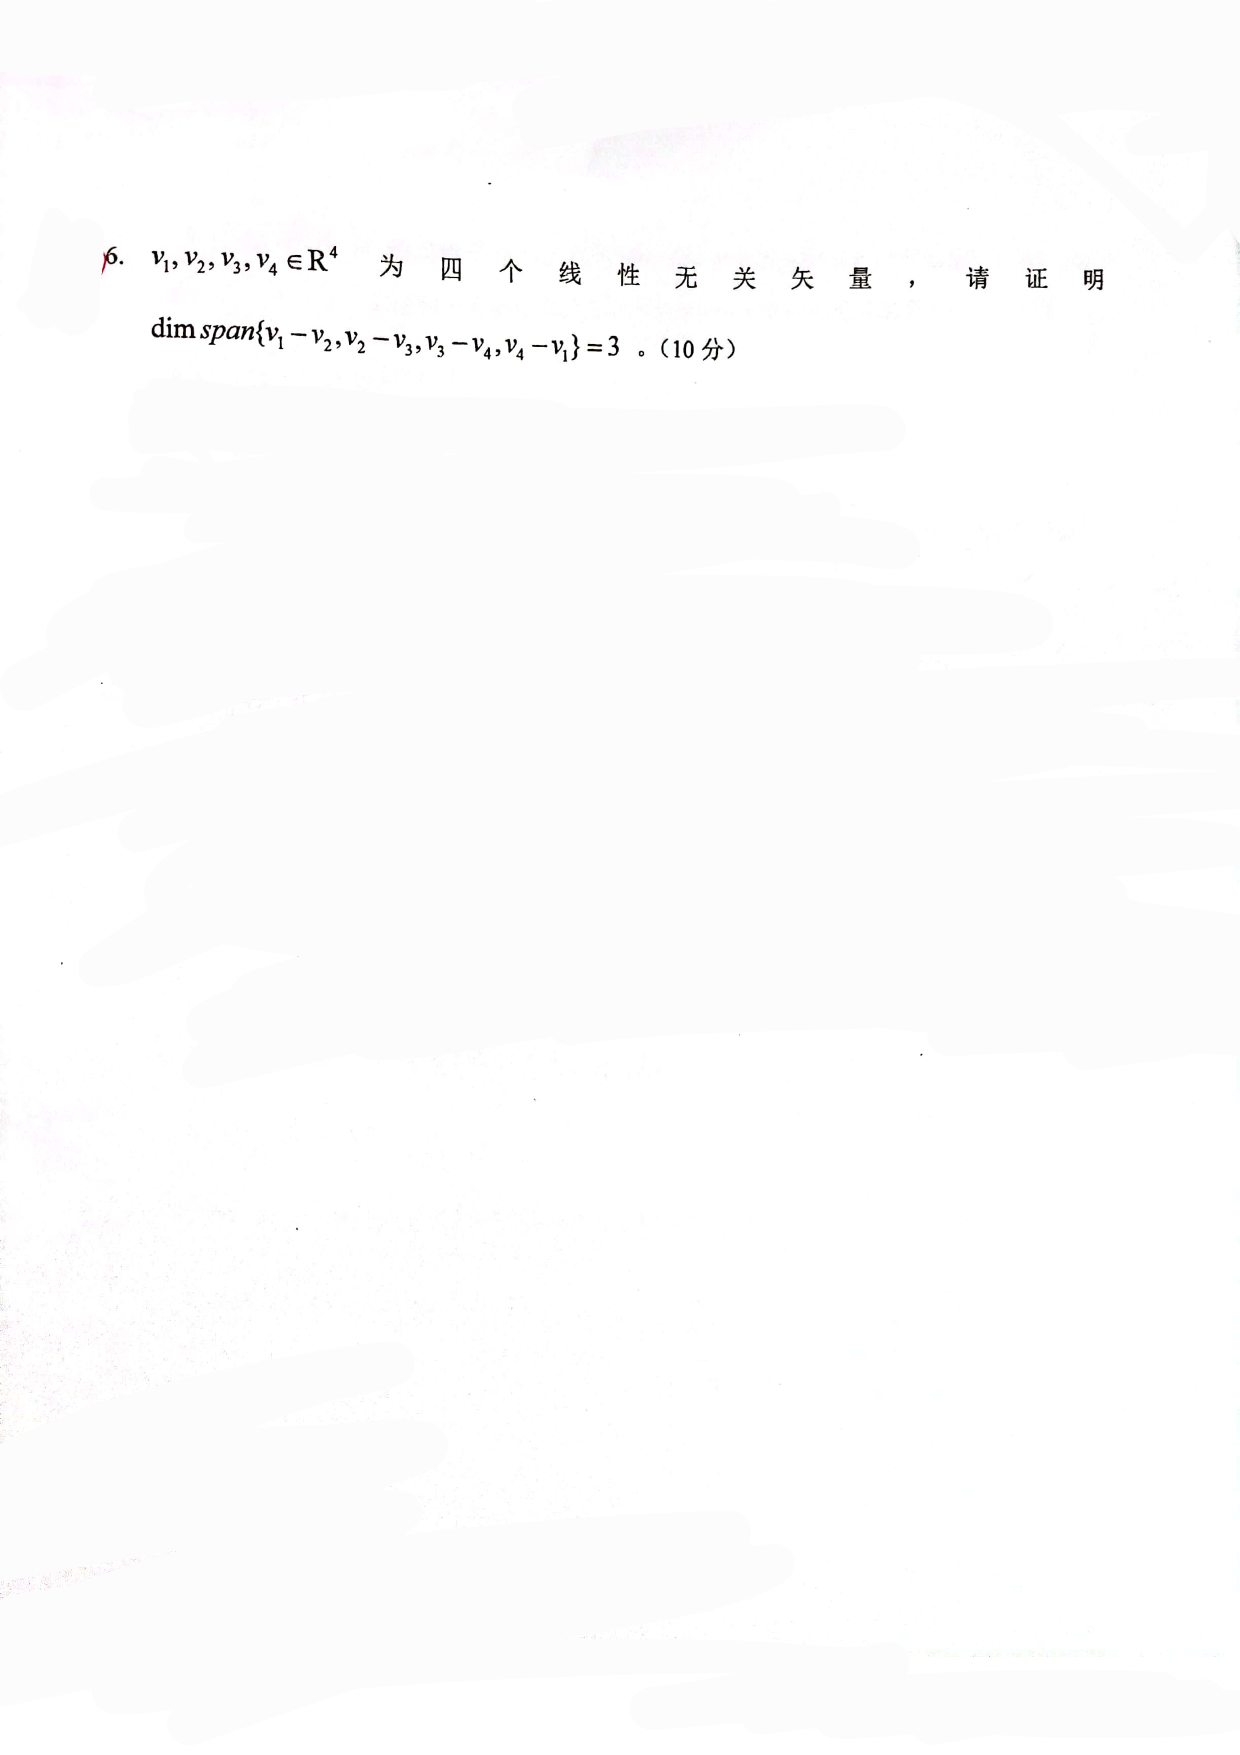 6. v₁, v₂, v₃, v₄ ∈ R⁴ 为四个线性无关矢量，请证明
dim span{v₁ − v₂, v₂ − v₃, v₃ − v₄, v₄ − v₁} = 3 。（10 分）